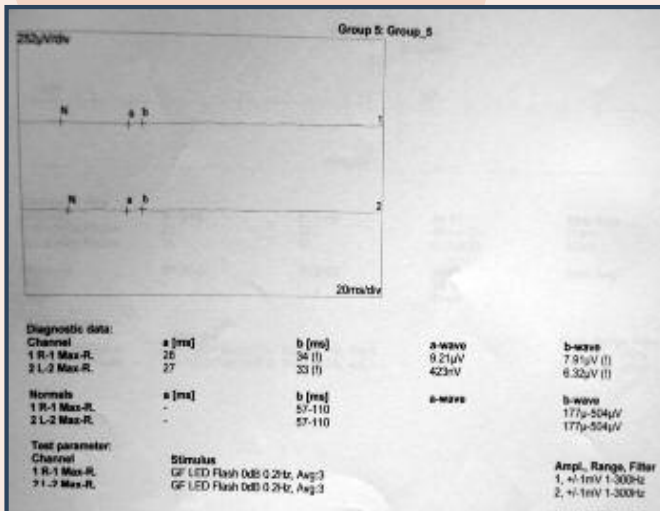 252µV/div
Group 5: Group_5
N a b 1
N a b 2
20ms/div
Diagnostic data:
Channel a [ms] b [ms] a-wave b-wave
1 R-1 Max-R. 26 34 (!) 9.21µV 7.91µV (!)
2 L-2 Max-R. 27 33 (!) 423nV 6.32µV (!)
Normals a [ms] b [ms] a-wave b-wave
1 R-1 Max-R. - 57-110 177µ-504µV
2 L-2 Max-R. - 57-110 177µ-504µV
Test parameter:
Channel Stimulus Ampl., Range, Filter
1 R-1 Max-R. GF LED Flash 0dB 0.2Hz, Avg:3 1, +/-1mV 1-300Hz
2 L-2 Max-R. GF LED Flash 0dB 0.2Hz, Avg:3 2, +/-1mV 1-300Hz